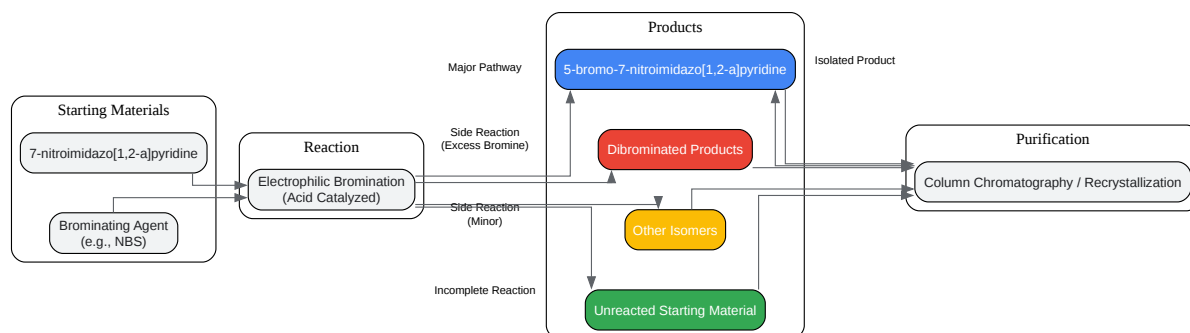 Starting Materials
7-nitroimidazo[1,2-a]pyridine
Brominating Agent
(e.g., NBS)
Reaction
Electrophilic Bromination
(Acid Catalyzed)
Major Pathway
Side Reaction
(Excess Bromine)
Side Reaction
(Minor)
Incomplete Reaction
Products
5-bromo-7-nitroimidazo[1,2-a]pyridine
Dibrominated Products
Other Isomers
Unreacted Starting Material
Isolated Product
Purification
Column Chromatography / Recrystallization